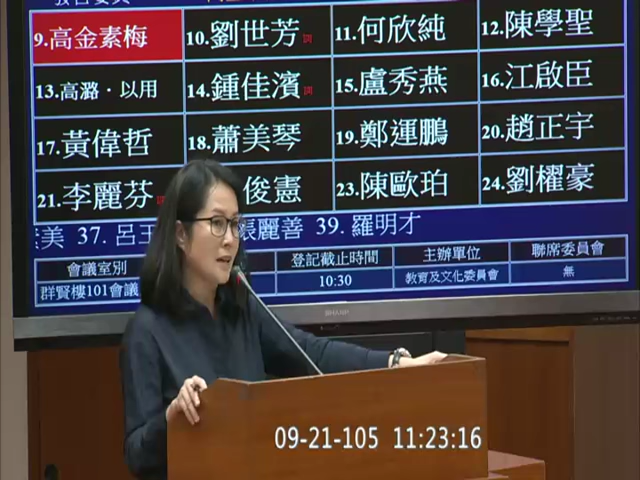 9.高金素梅 10.劉世芳 詢 11.何欣純 12.陳學聖
13.高潞．以用 14.鍾佳濱 詢 15.盧秀燕 16.江啟臣
17.黃偉哲 18.蕭美琴 19.鄭運鵬 20.趙正宇
21.李麗芬 俊憲 23.陳歐珀 24.劉櫂豪
美 37. 呂玉 張麗善 39. 羅明才
會議室別 登記截止時間 主辦單位 聯席委員會
群賢樓101會議 10:30 教育及文化委員會 無
SHARP
09-21-105 11:23:16